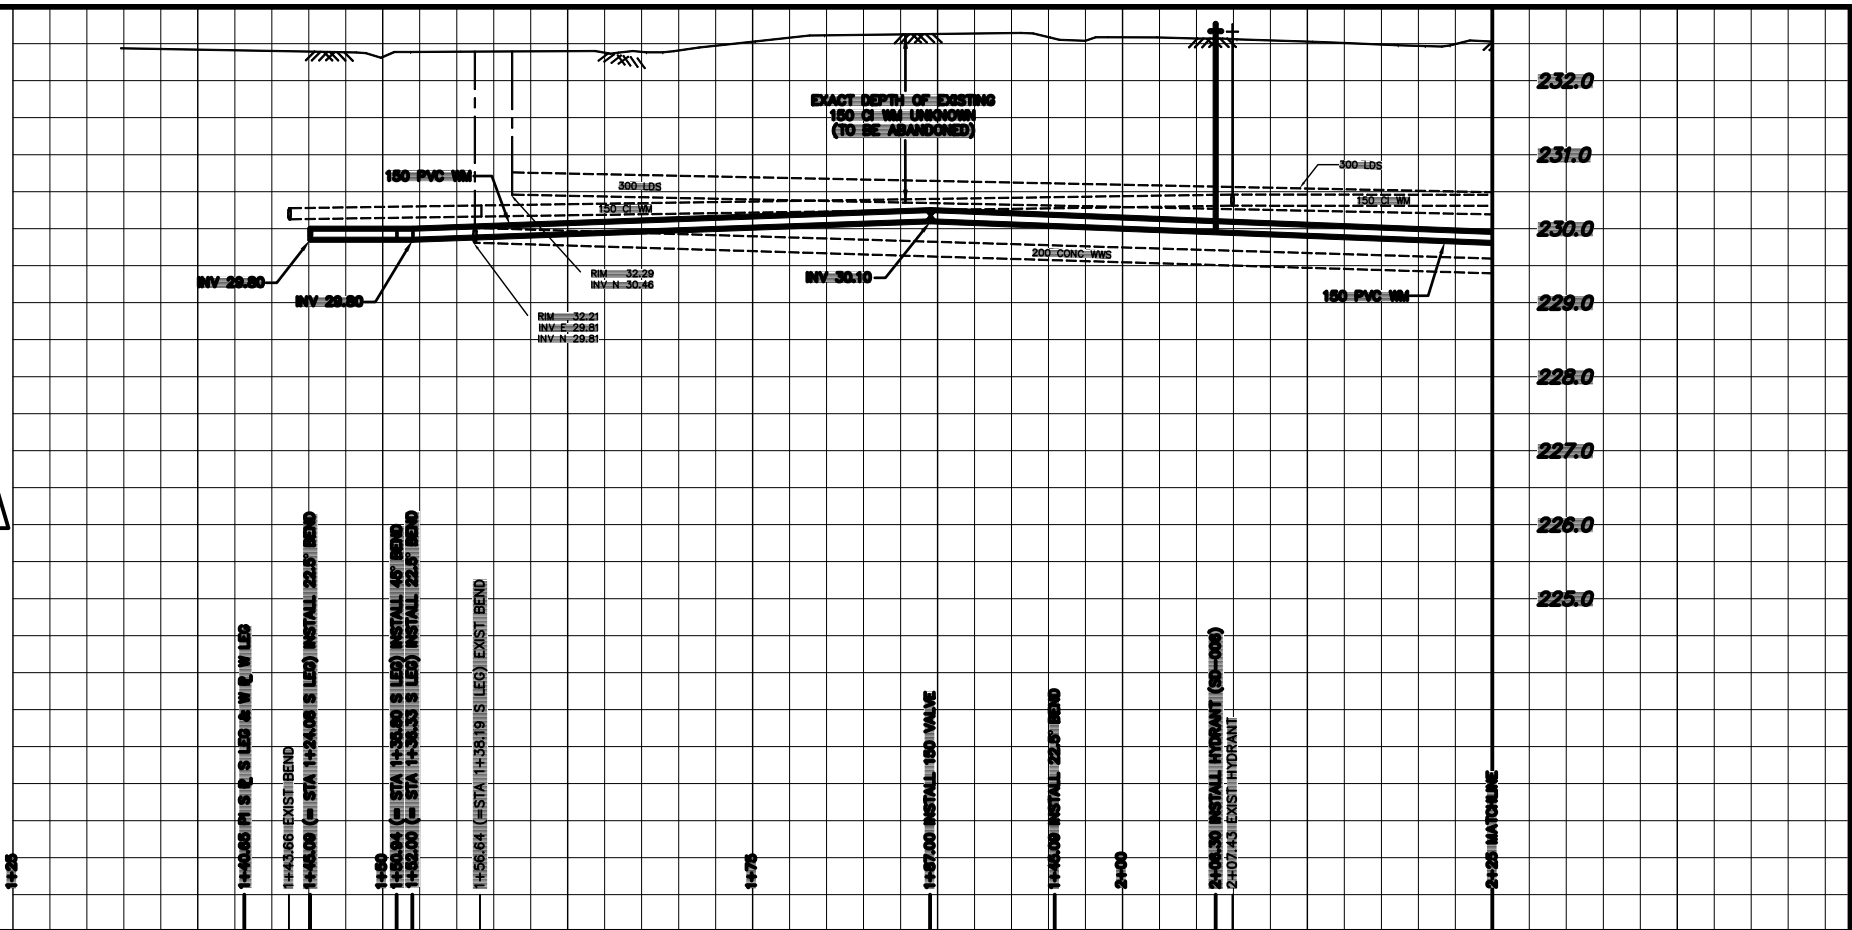 232.0
EXACT DEPTH OF EXISTING
150 CI WM UNKNOWN
(TO BE ABANDONED)
231.0
300 LDS
150 PVC WM
300 LDS
150 CI WM
150 CI WM
230.0
200 CONC WWS
INV 29.80
RIM 32.29
INV N 30.46
INV 30.10
INV 29.80
150 PVC WM
229.0
RIM 32.21
INV E 29.81
INV N 29.81
228.0
227.0
226.0
225.0
1+25
1+40.65 PI S PL S LEG & W PL W LEG
1+43.66 EXIST BEND
1+45.09 (= STA 1+24.08 S LEG) INSTALL 22.5° BEND
1+50
1+50.94 (= STA 1+35.80 S LEG) INSTALL 45° BEND
1+52.00 (= STA 1+36.33 S LEG) INSTALL 22.5° BEND
1+56.64 (=STA 1+38.19 S LEG) EXIST BEND
1+75
1+87.00 INSTALL 150 VALVE
1+45.09 INSTALL 22.5° BEND
2+00
2+06.30 INSTALL HYDRANT (SD-006)
2+07.43 EXIST HYDRANT
2+25 MATCHLINE